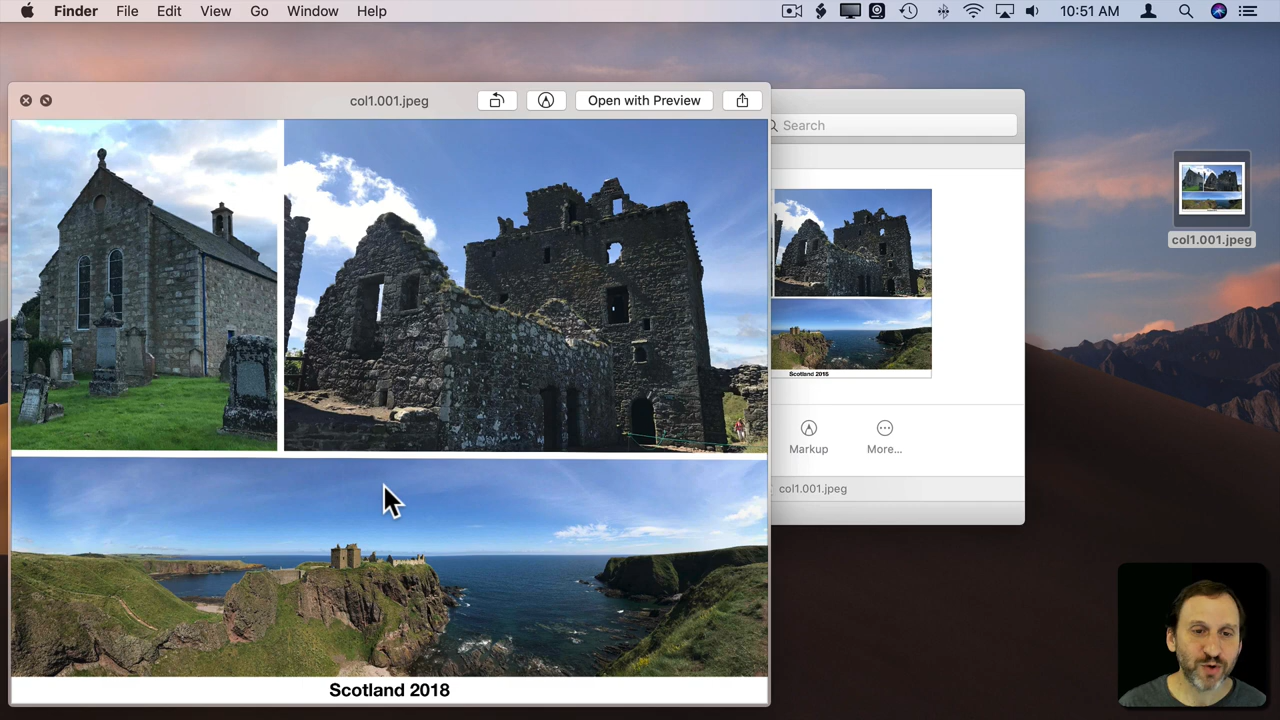 Finder File Edit View Go Window Help 10:51 AM
col1.001.jpeg Open with Preview
Search
col1.001.jpeg
Scotland 2018
Markup More...
col1.001.jpeg
Scotland 2018